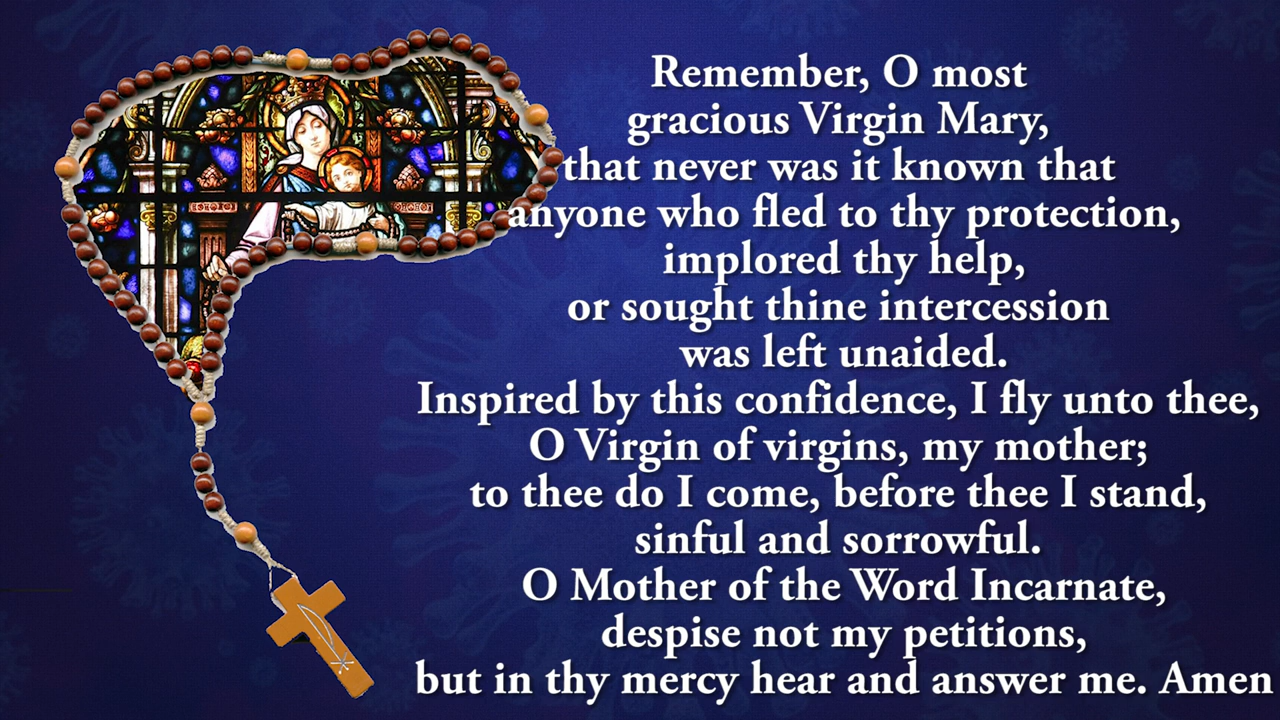 Remember, O most
gracious Virgin Mary,
that never was it known that
anyone who fled to thy protection,
implored thy help,
or sought thine intercession
was left unaided.
Inspired by this confidence, I fly unto thee,
O Virgin of virgins, my mother;
to thee do I come, before thee I stand,
sinful and sorrowful.
O Mother of the Word Incarnate,
despise not my petitions,
but in thy mercy hear and answer me. Amen